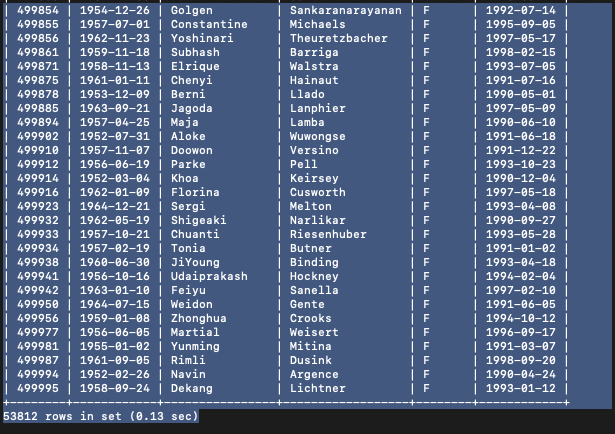 | 499854 | 1954-12-26 | Golgen | Sankaranarayanan | F | 1992-07-14 |
| 499855 | 1957-07-01 | Constantine | Michaels | F | 1995-09-05 |
| 499856 | 1962-11-23 | Yoshinari | Theuretzbacher | F | 1997-05-17 |
| 499861 | 1959-11-18 | Subhash | Barriga | F | 1998-02-15 |
| 499871 | 1958-11-13 | Elrique | Walstra | F | 1993-07-05 |
| 499875 | 1961-01-11 | Chenyi | Hainaut | F | 1991-07-16 |
| 499878 | 1953-12-09 | Berni | Llado | F | 1990-05-01 |
| 499885 | 1963-09-21 | Jagoda | Lanphier | F | 1997-05-09 |
| 499894 | 1957-04-25 | Maja | Lamba | F | 1990-06-10 |
| 499902 | 1952-07-31 | Aloke | Wuwongse | F | 1991-06-18 |
| 499910 | 1957-11-07 | Doowon | Versino | F | 1991-12-22 |
| 499912 | 1956-06-19 | Parke | Pell | F | 1993-10-23 |
| 499914 | 1952-03-04 | Khoa | Keirsey | F | 1990-12-04 |
| 499916 | 1962-01-09 | Florina | Cusworth | F | 1997-05-18 |
| 499923 | 1964-12-21 | Sergi | Melton | F | 1993-04-08 |
| 499932 | 1962-05-19 | Shigeaki | Narlikar | F | 1990-09-27 |
| 499933 | 1957-10-21 | Chuanti | Riesenhuber | F | 1993-05-28 |
| 499934 | 1957-02-19 | Tonia | Butner | F | 1991-01-02 |
| 499938 | 1960-06-30 | JiYoung | Binding | F | 1993-04-18 |
| 499941 | 1956-10-16 | Udaiprakash | Hockney | F | 1994-02-04 |
| 499942 | 1963-01-10 | Feiyu | Sanella | F | 1997-02-10 |
| 499950 | 1964-07-15 | Weidon | Gente | F | 1991-06-05 |
| 499956 | 1959-01-08 | Zhonghua | Crooks | F | 1994-10-12 |
| 499977 | 1956-06-05 | Martial | Weisert | F | 1996-09-17 |
| 499981 | 1955-01-02 | Yunming | Mitina | F | 1991-03-07 |
| 499987 | 1961-09-05 | Rimli | Dusink | F | 1998-09-20 |
| 499994 | 1952-02-26 | Navin | Argence | F | 1990-04-24 |
| 499995 | 1958-09-24 | Dekang | Lichtner | F | 1993-01-12 |
53812 rows in set (0.13 sec)